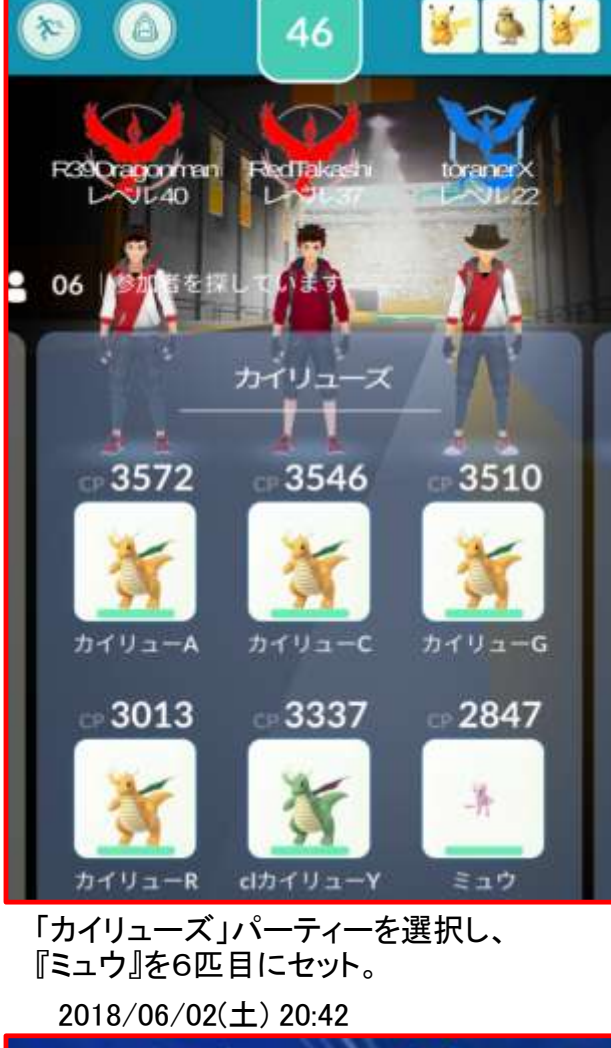 46
R39Dragonman RedTakashi toranerX
レベル40 レベル37 レベル22
06 参加者を探しています
カイリューズ
CP 3572 CP 3546 CP 3510
カイリューA カイリューC カイリューG
CP 3013 CP 3337 CP 2847
カイリューR clカイリューY ミュウ
「カイリューズ」パーティーを選択し、
『ミュウ』を6匹目にセット。
2018/06/02(土) 20:42